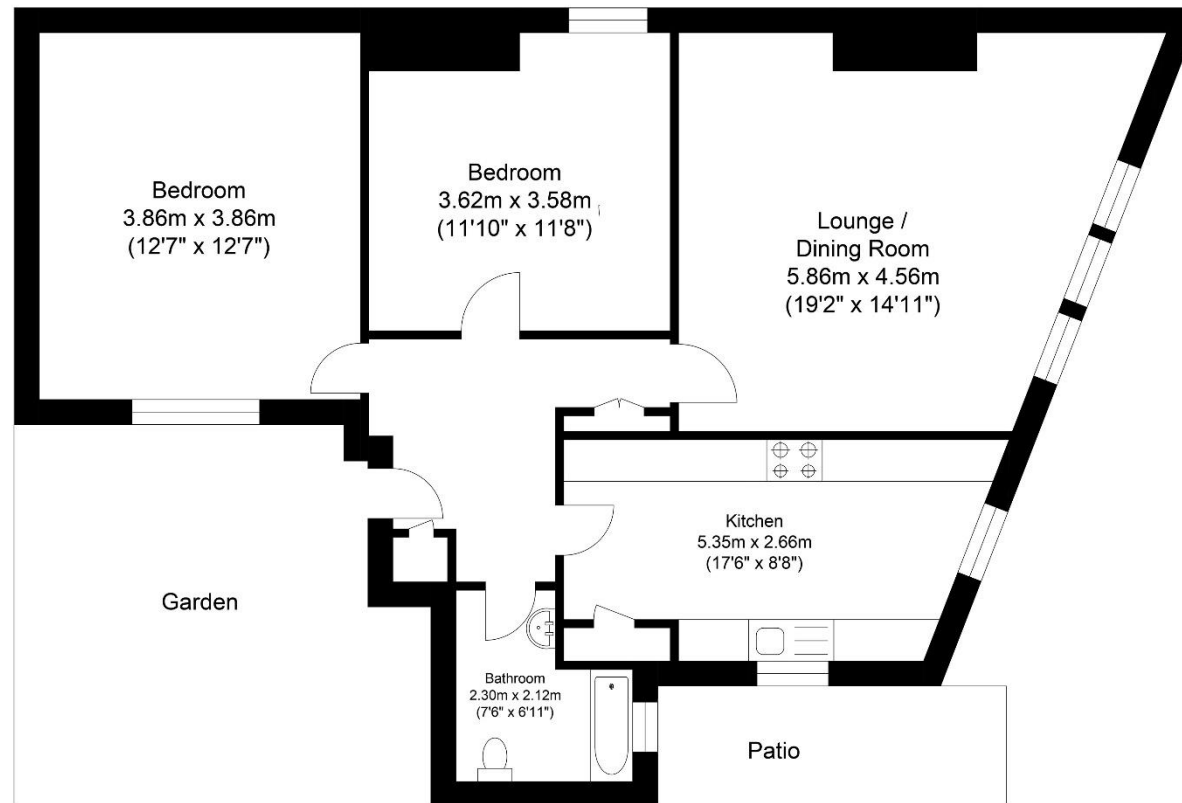 Bedroom
3.86m x 3.86m
(12'7" x 12'7")
Bedroom
3.62m x 3.58m
(11'10" x 11'8")
Lounge /
Dining Room
5.86m x 4.56m
(19'2" x 14'11")
Kitchen
5.35m x 2.66m
(17'6" x 8'8")
Garden
Bathroom
2.30m x 2.12m
(7'6" x 6'11")
Patio